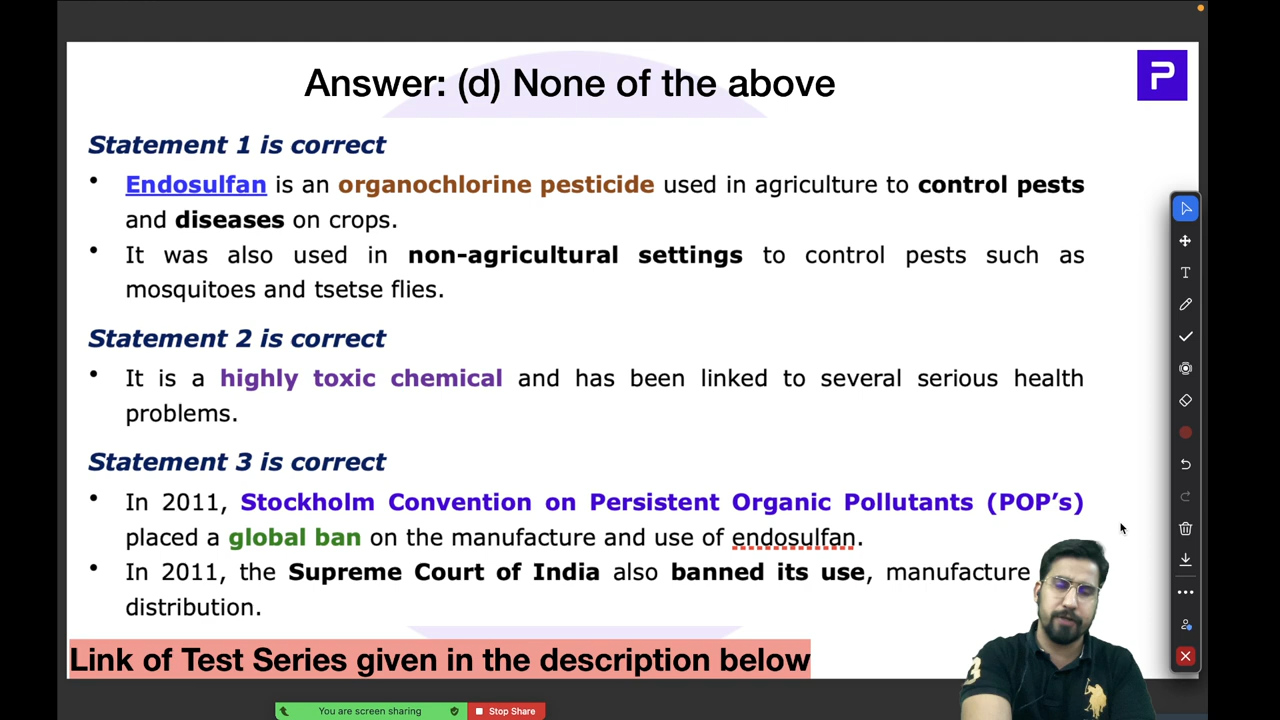 Answer: (d) None of the above
P
Statement 1 is correct
• Endosulfan is an organochlorine pesticide used in agriculture to control pests
and diseases on crops.
• It was also used in non-agricultural settings to control pests such as
mosquitoes and tsetse flies.
Statement 2 is correct
• It is a highly toxic chemical and has been linked to several serious health
problems.
Statement 3 is correct
• In 2011, Stockholm Convention on Persistent Organic Pollutants (POP’s)
placed a global ban on the manufacture and use of endosulfan.
• In 2011, the Supreme Court of India also banned its use, manufacture
distribution.
Link of Test Series given in the description below
T
3
You are screen sharing
Stop Share